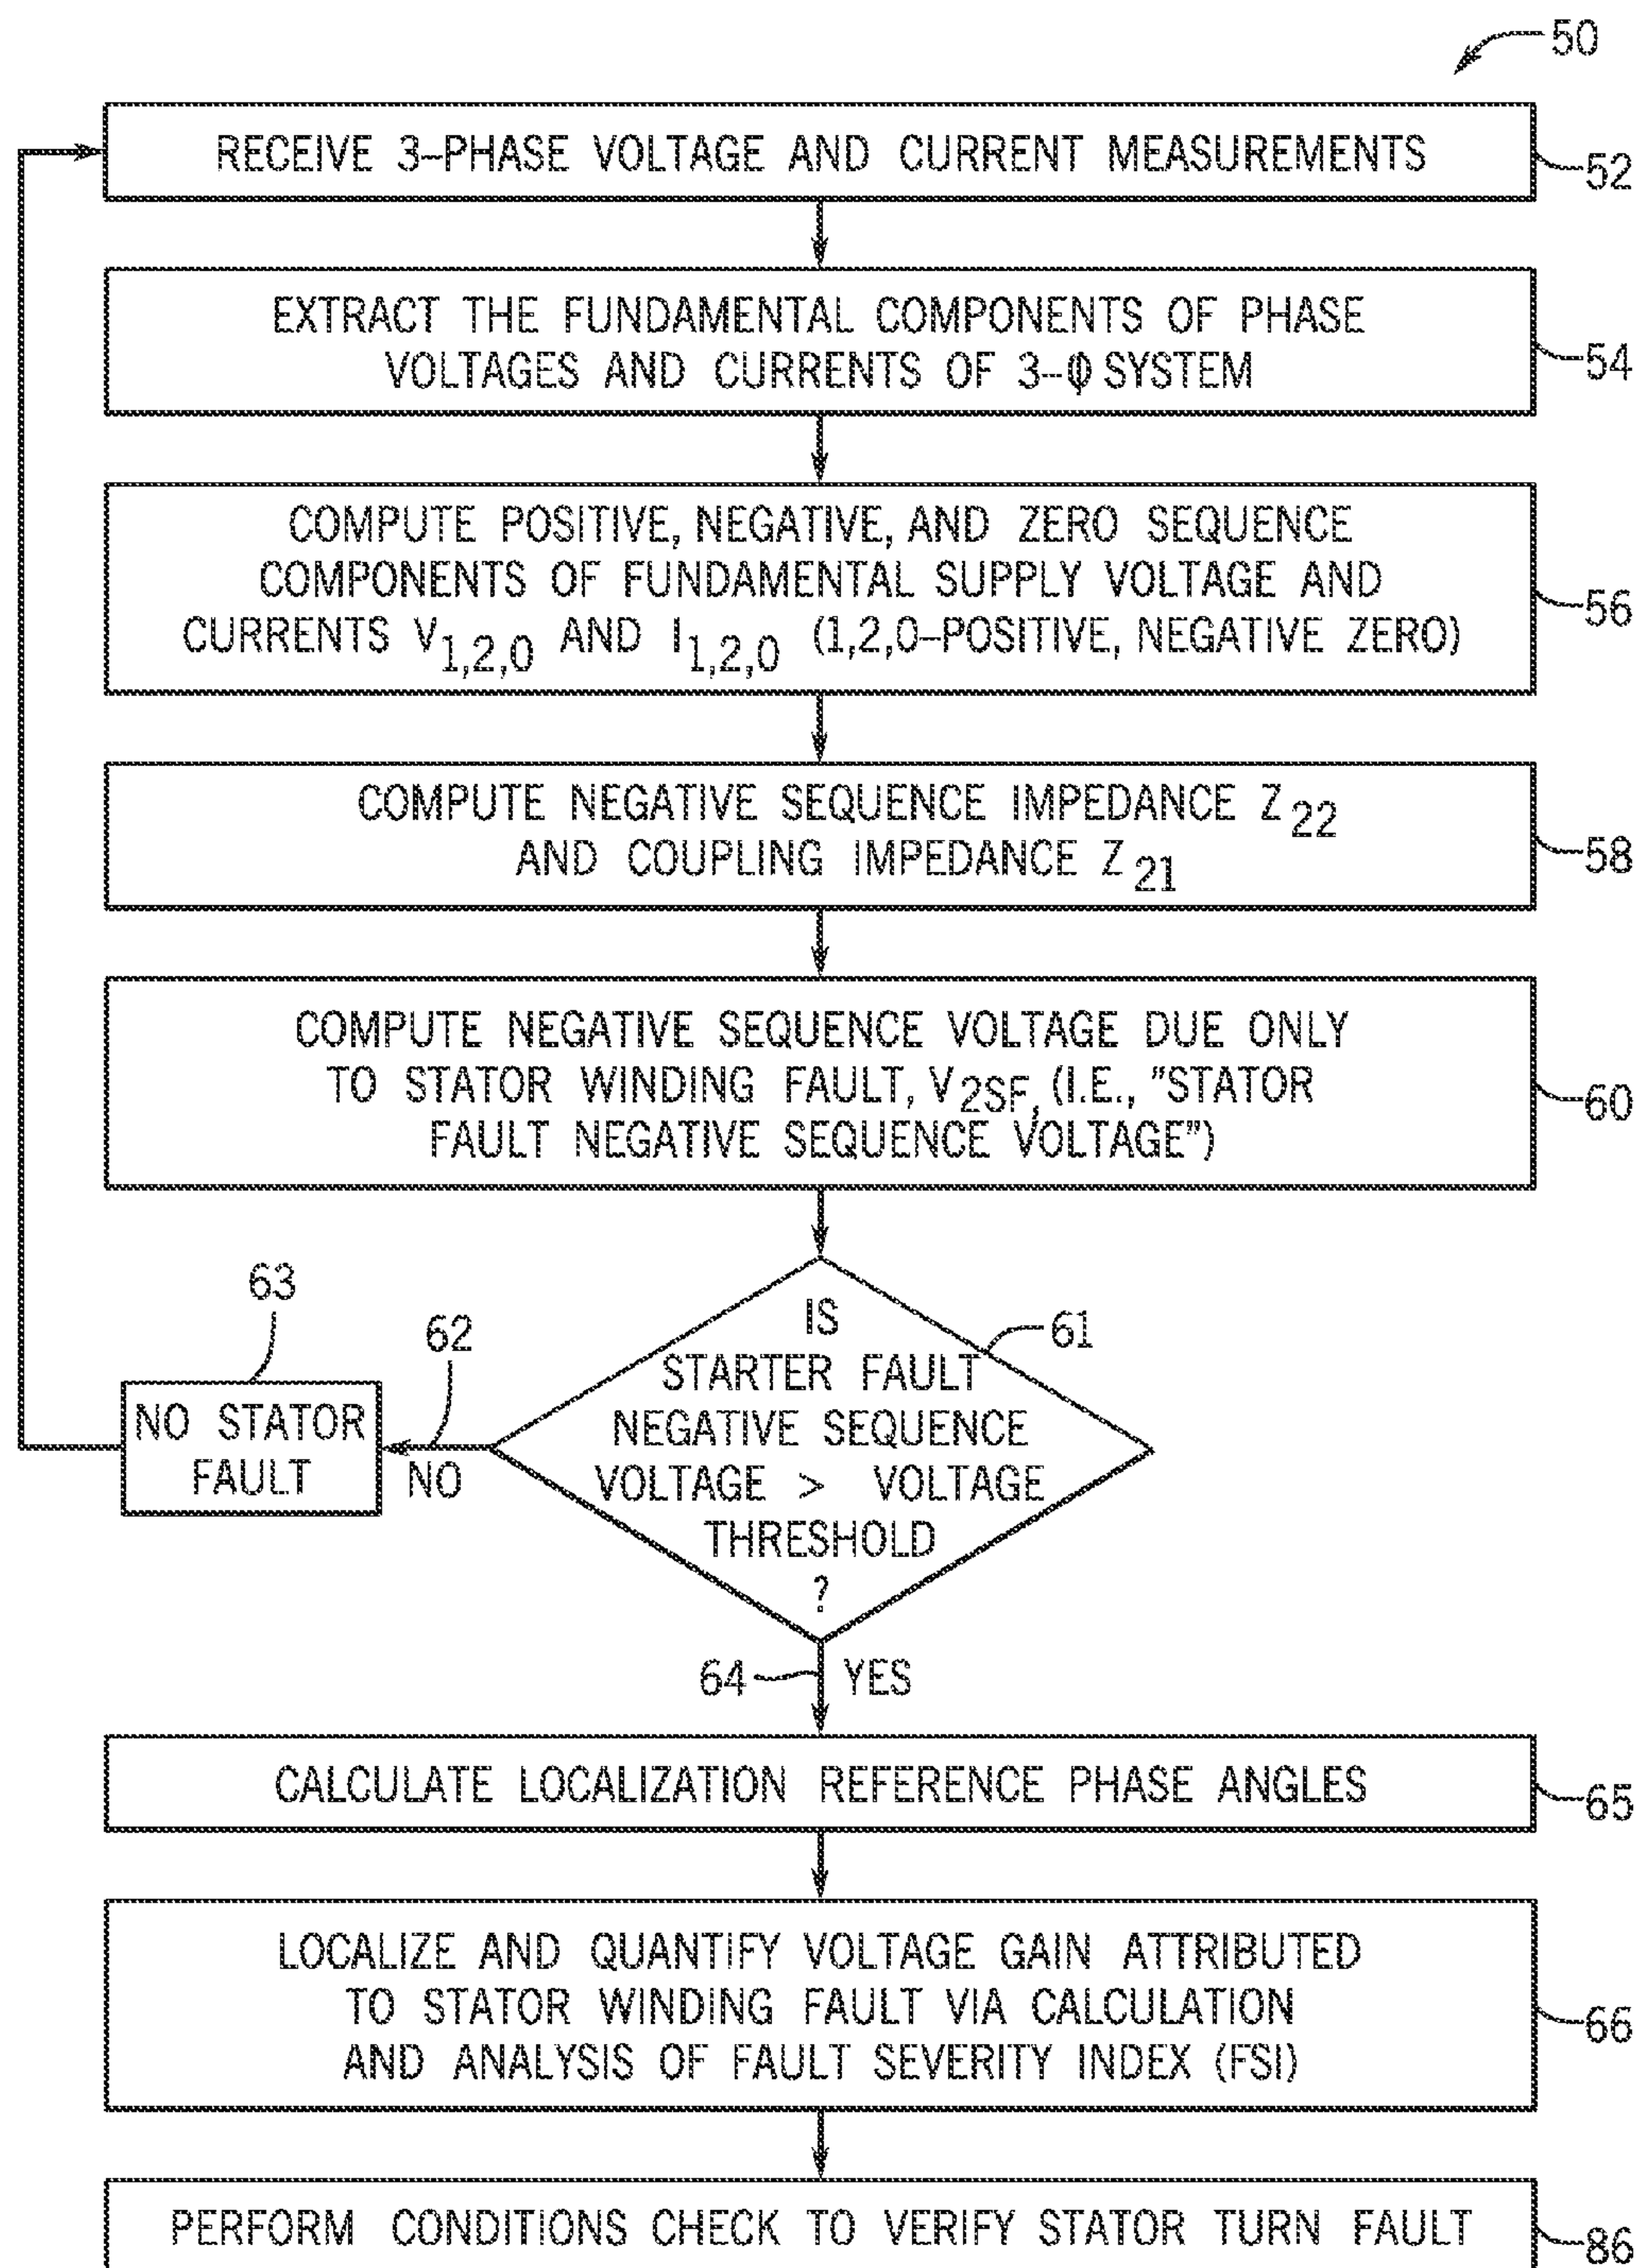 50
RECEIVE 3–PHASE VOLTAGE AND CURRENT MEASUREMENTS
52
EXTRACT THE FUNDAMENTAL COMPONENTS OF PHASE
VOLTAGES AND CURRENTS OF 3–Φ SYSTEM
54
COMPUTE POSITIVE, NEGATIVE, AND ZERO SEQUENCE
COMPONENTS OF FUNDAMENTAL SUPPLY VOLTAGE AND
CURRENTS V1,2,0 AND I1,2,0 (1,2,0–POSITIVE, NEGATIVE ZERO)
56
COMPUTE NEGATIVE SEQUENCE IMPEDANCE Z22
AND COUPLING IMPEDANCE Z21
58
COMPUTE NEGATIVE SEQUENCE VOLTAGE DUE ONLY
TO STATOR WINDING FAULT, V2SF, (I.E., "STATOR
FAULT NEGATIVE SEQUENCE VOLTAGE")
60
IS
STARTER FAULT
NEGATIVE SEQUENCE
VOLTAGE > VOLTAGE
THRESHOLD
?
61
62
NO
63
NO STATOR
FAULT
64
YES
CALCULATE LOCALIZATION REFERENCE PHASE ANGLES
65
LOCALIZE AND QUANTIFY VOLTAGE GAIN ATTRIBUTED
TO STATOR WINDING FAULT VIA CALCULATION
AND ANALYSIS OF FAULT SEVERITY INDEX (FSI)
66
PERFORM CONDITIONS CHECK TO VERIFY STATOR TURN FAULT
86